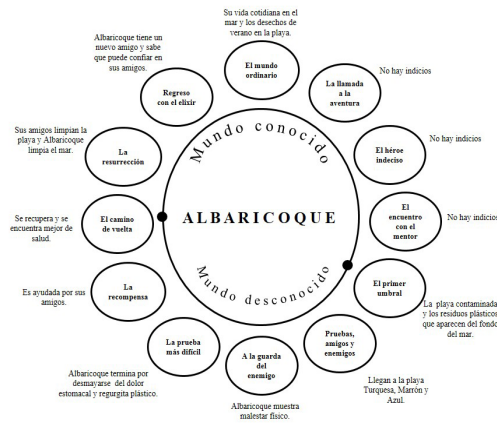 Su vida cotidiana en el
mar y los desechos de
verano en la playa.
El mundo
ordinario
No hay indicios
La llamada
a la
aventura
No hay indicios
El héroe
indeciso
No hay indicios
El
encuentro
con el
mentor
El primer
umbral
La playa contaminada
y los residuos plásticos
que aparecen del fondo
del mar.
Pruebas,
amigos y
enemigos
Llegan a la playa
Turquesa, Marrón y
Azul.
A la guarda
del
enemigo
Albaricoque muestra
malestar físico.
La prueba
más difícil
Albaricoque termina por
desmayarse del dolor
estomacal y regurgita plástico.
La
recompensa
Es ayudada por sus
amigos.
El camino
de vuelta
Se recupera y se
encuentra mejor de
salud.
La
resurrección
Sus amigos limpian la
playa y Albaricoque
limpia el mar.
Regreso
con el elixir
Albaricoque tiene un
nuevo amigo y sabe
que puede confiar en
sus amigos.
Mundo conocido
ALBARICOQUE
Mundo desconocido